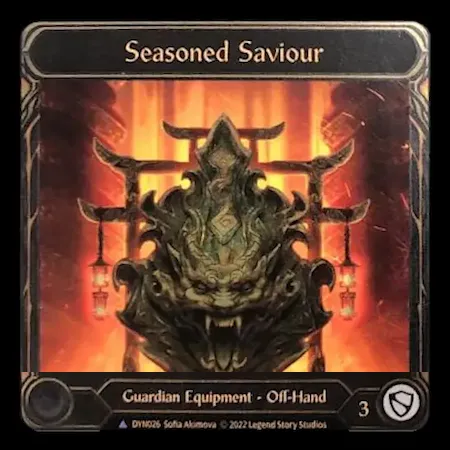 Seasoned Saviour
Guardian Equipment - Off-Hand
3
DYN026 Sofia Akimova © 2022 Legend Story Studios